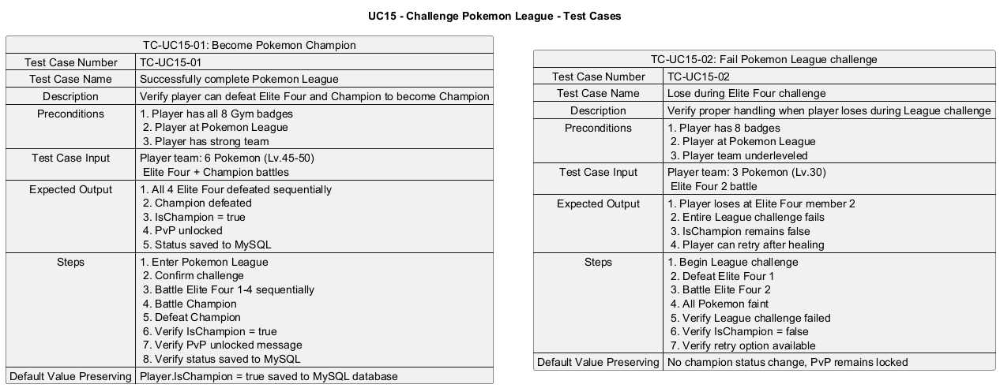 UC15 - Challenge Pokemon League - Test Cases
TC-UC15-01: Become Pokemon Champion
Test Case Number TC-UC15-01
Test Case Name Successfully complete Pokemon League
Description Verify player can defeat Elite Four and Champion to become Champion
Preconditions 1. Player has all 8 Gym badges
2. Player at Pokemon League
3. Player has strong team
Test Case Input Player team: 6 Pokemon (Lv.45-50)
Elite Four + Champion battles
Expected Output 1. All 4 Elite Four defeated sequentially
2. Champion defeated
3. IsChampion = true
4. PvP unlocked
5. Status saved to MySQL
Steps 1. Enter Pokemon League
2. Confirm challenge
3. Battle Elite Four 1-4 sequentially
4. Battle Champion
5. Defeat Champion
6. Verify IsChampion = true
7. Verify PvP unlocked message
8. Verify status saved to MySQL
Default Value Preserving Player.IsChampion = true saved to MySQL database
TC-UC15-02: Fail Pokemon League challenge
Test Case Number TC-UC15-02
Test Case Name Lose during Elite Four challenge
Description Verify proper handling when player loses during League challenge
Preconditions 1. Player has 8 badges
2. Player at Pokemon League
3. Player team underleveled
Test Case Input Player team: 3 Pokemon (Lv.30)
Elite Four 2 battle
Expected Output 1. Player loses at Elite Four member 2
2. Entire League challenge fails
3. IsChampion remains false
4. Player can retry after healing
Steps 1. Begin League challenge
2. Defeat Elite Four 1
3. Battle Elite Four 2
4. All Pokemon faint
5. Verify League challenge failed
6. Verify IsChampion = false
7. Verify retry option available
Default Value Preserving No champion status change, PvP remains locked